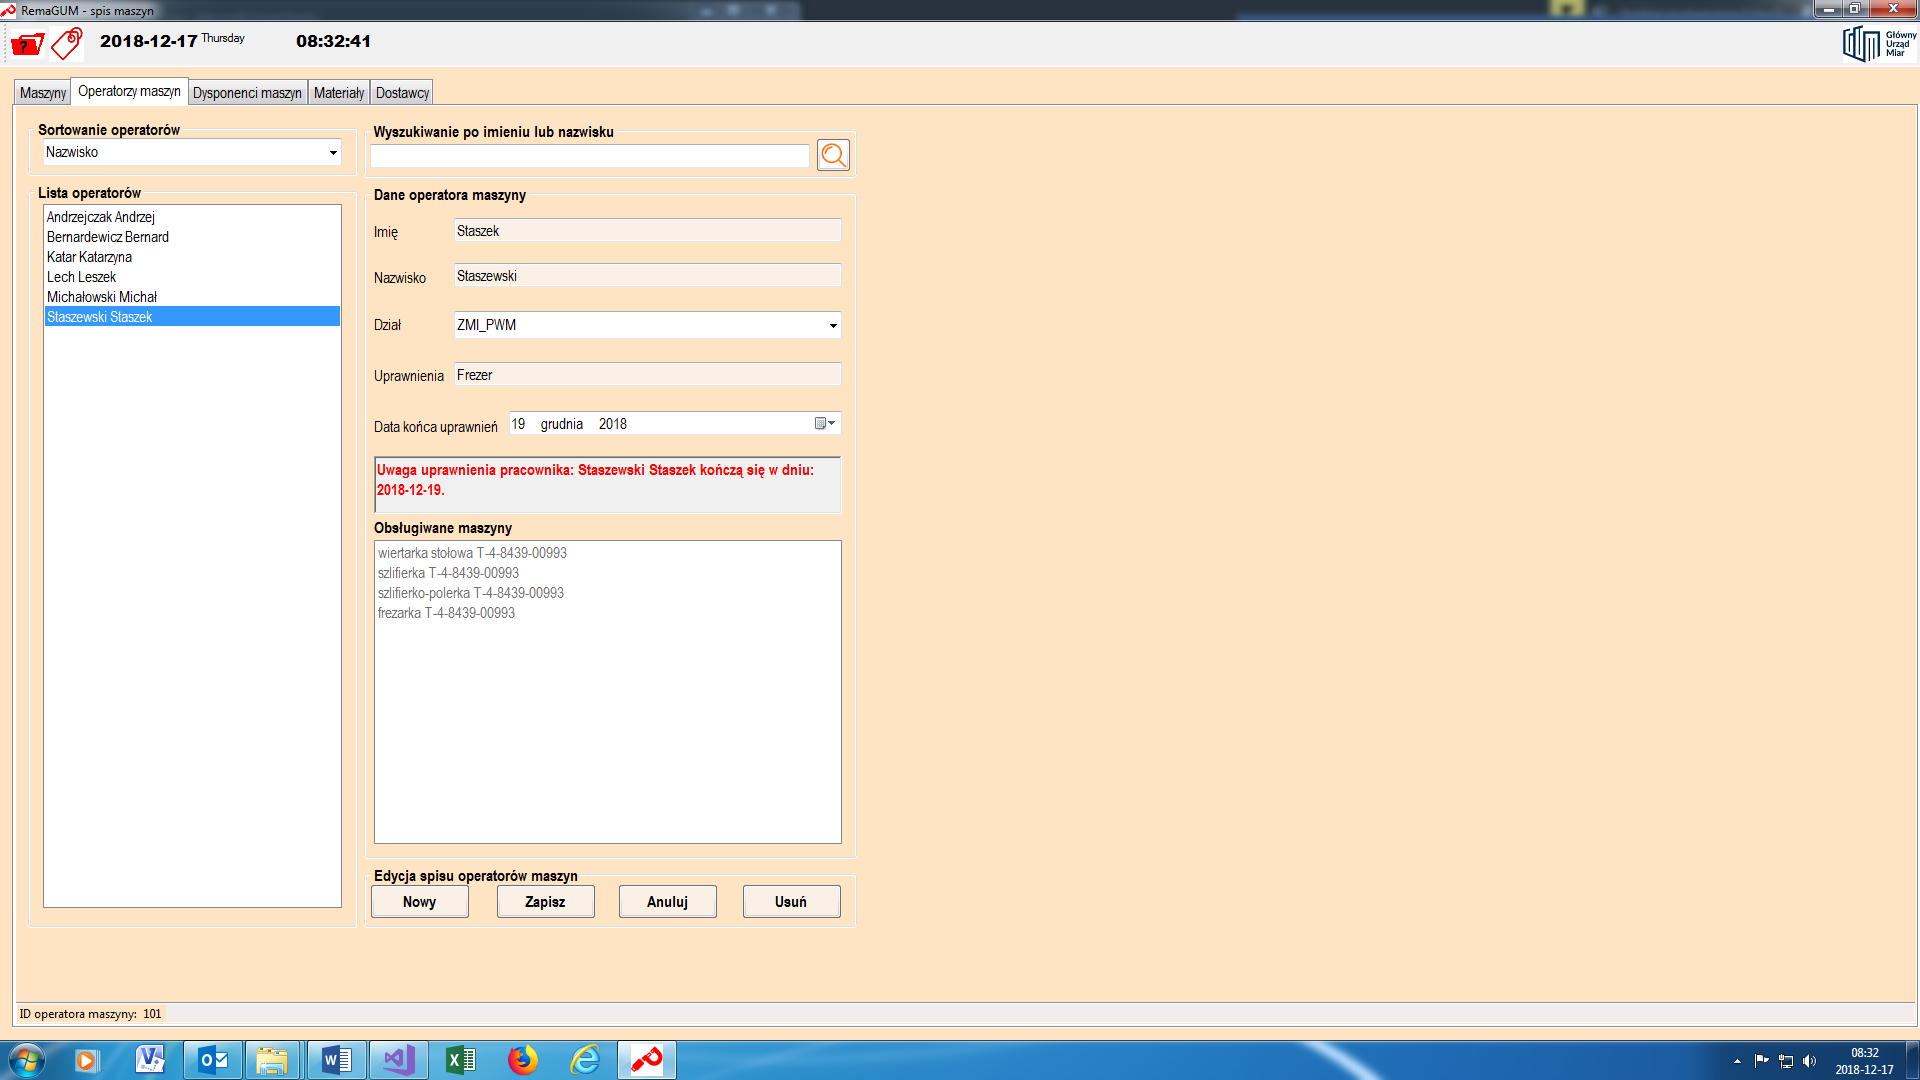 RemaGUM - spis maszyn
2018-12-17 Thursday 08:32:41
Główny
Urząd
Miar
Maszyny Operatorzy maszyn Dysponenci maszyn Materiały Dostawcy
Sortowanie operatorów
Nazwisko
Lista operatorów
Andrzejczak Andrzej
Bernardewicz Bernard
Katar Katarzyna
Lech Leszek
Michałowski Michał
Staszewski Staszek
Wyszukiwanie po imieniu lub nazwisku
Dane operatora maszyny
Imię Staszek
Nazwisko Staszewski
Dział ZMI_PWM
Uprawnienia Frezer
Data końca uprawnień 19 grudnia 2018
Uwaga uprawnienia pracownika: Staszewski Staszek kończą się w dniu:
2018-12-19.
Obsługiwane maszyny
wiertarka stołowa T-4-8439-00993
szlifierka T-4-8439-00993
szlifierko-polerka T-4-8439-00993
frezarka T-4-8439-00993
Edycja spisu operatorów maszyn
Nowy Zapisz Anuluj Usuń
ID operatora maszyny: 101
08:32
2018-12-17